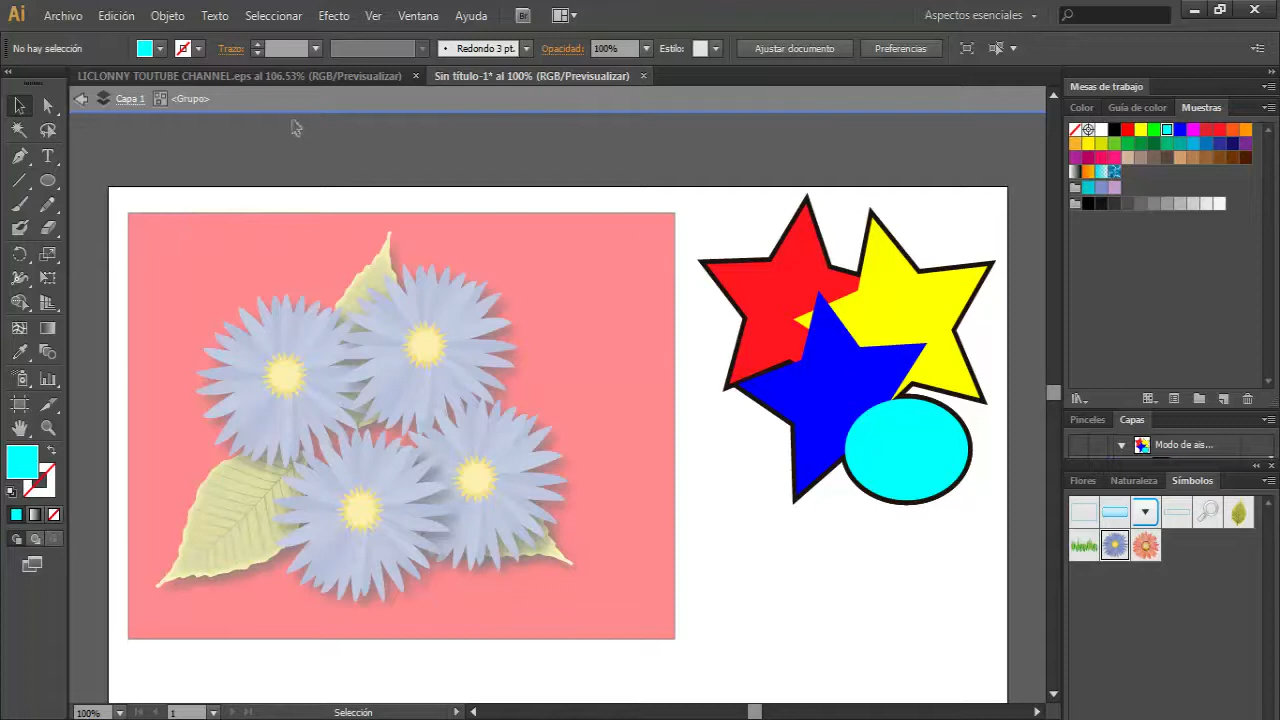 Ai Archivo Edición Objeto Texto Seleccionar Efecto Ver Ventana Ayuda Br Aspectos esenciales
No hay selección Trazo: Redondo 3 pt. Opacidad: 100% Estilo: Ajustar documento Preferencias
LICLONNY TOUTUBE CHANNEL.eps al 106.53% (RGB/Previsualizar) × Sin título-1* al 100% (RGB/Previsualizar) ×
Capa 1 <Grupo>
Mesas de trabajo
Color Guía de color Muestras
Pinceles Capas
Modo de ais...
Flores Naturaleza Símbolos
100% 1 Selección